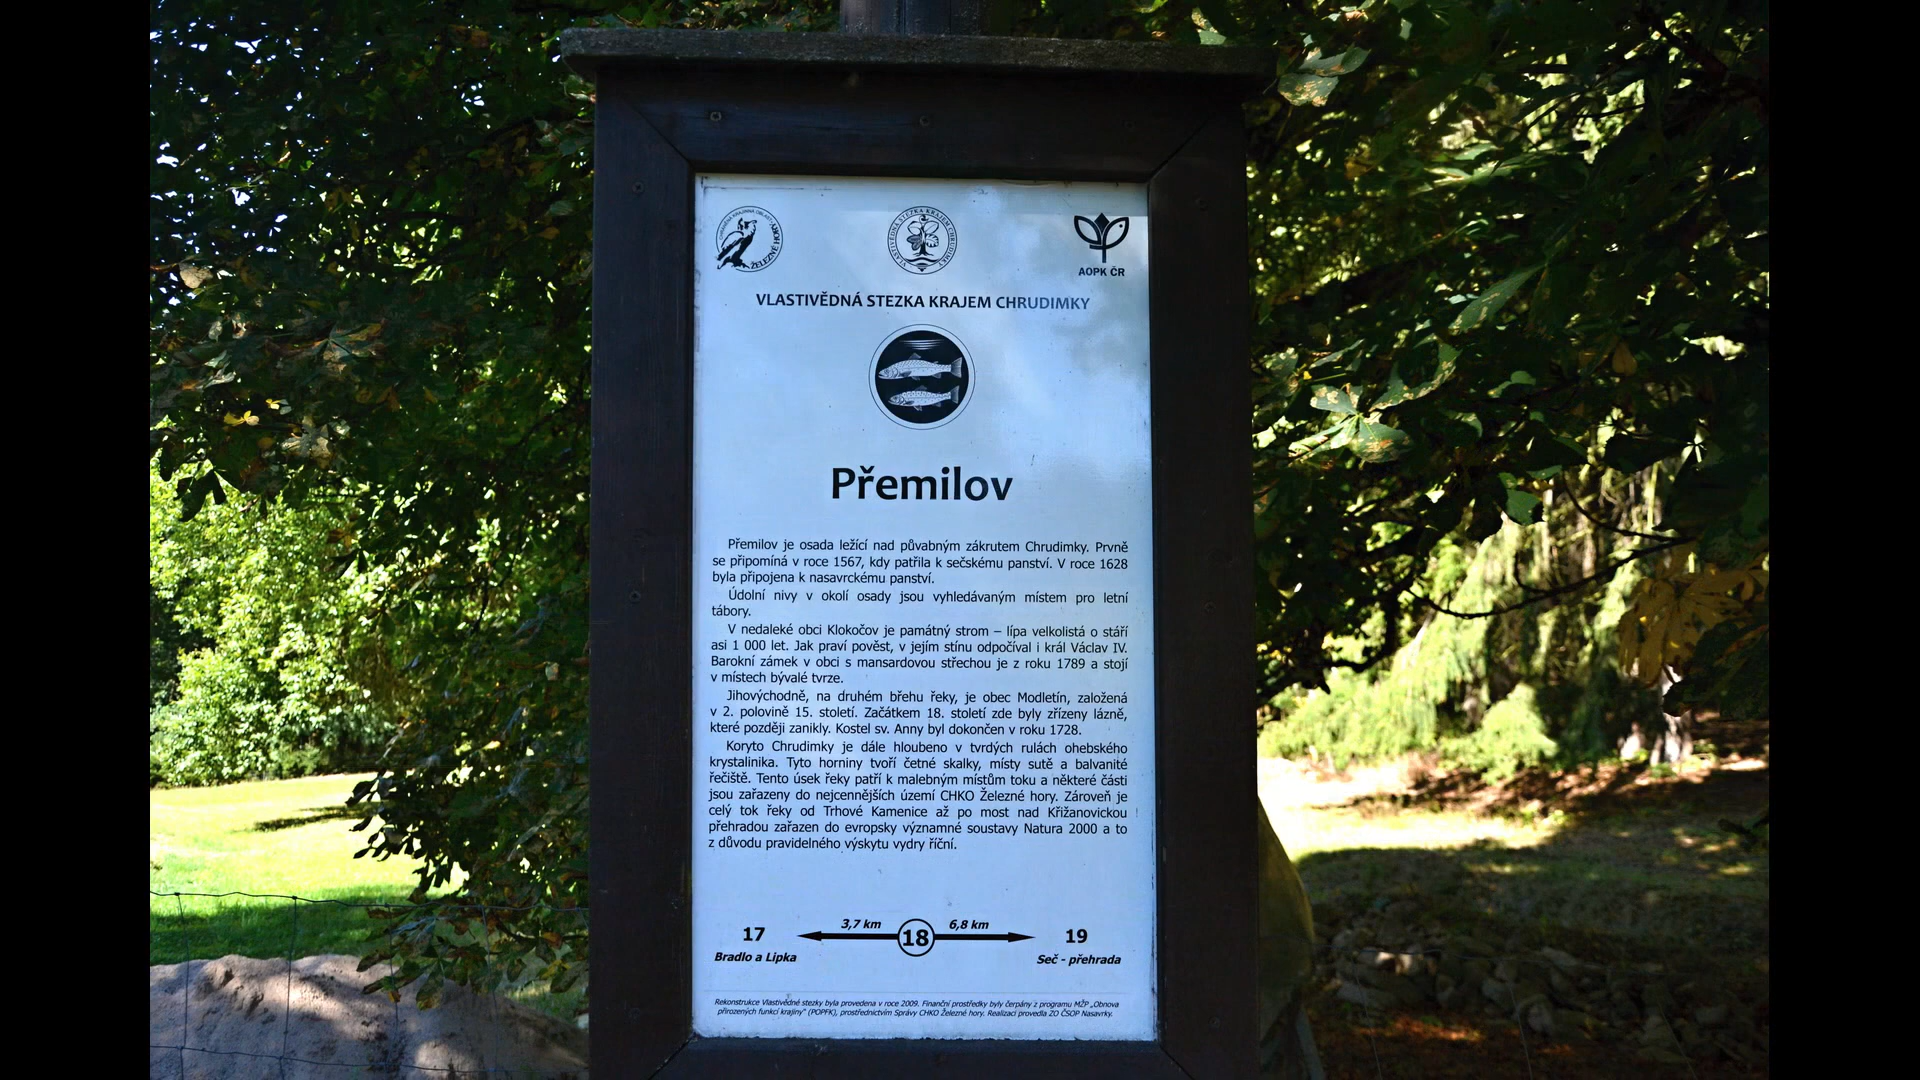 CHRÁNĚNÁ KRAJINNÁ OBLAST ŽELEZNÉ HORY
VLASTIVĚDNÁ STEZKA KRAJEM CHRUDIMKY
AOPK ČR
VLASTIVĚDNÁ STEZKA KRAJEM CHRUDIMKY
Přemilov
Přemilov je osada ležící nad půvabným zákrutem Chrudimky. Prvně
se připomíná v roce 1567, kdy patřila k sečskému panství. V roce 1628
byla připojena k nasavrckému panství.
Údolní nivy v okolí osady jsou vyhledávaným místem pro letní
tábory.
V nedaleké obci Klokočov je památný strom – lípa velkolistá o stáří
asi 1 000 let. Jak praví pověst, v jejím stínu odpočíval i král Václav IV.
Barokní zámek v obci s mansardovou střechou je z roku 1789 a stojí
v místech bývalé tvrze.
Jihovýchodně, na druhém břehu řeky, je obec Modletín, založená
v 2. polovině 15. století. Začátkem 18. století zde byly zřízeny lázně,
které později zanikly. Kostel sv. Anny byl dokončen v roku 1728.
Koryto Chrudimky je dále hloubeno v tvrdých rulách ohebského
krystalinika. Tyto horniny tvoří četné skalky, místy sutě a balvanité
řečiště. Tento úsek řeky patří k malebným místům toku a některé části
jsou zařazeny do nejcennějších území CHKO Železné hory. Zároveň je
celý tok řeky od Trhové Kamenice až po most nad Křižanovickou
přehradou zařazen do evropsky významné soustavy Natura 2000 a to
z důvodu pravidelného výskytu vydry říční.
17 3,7 km 18 6,8 km 19
Bradlo a Lipka Seč - přehrada
Rekonstrukce Vlastivědné stezky byla provedena v roce 2009. Finanční prostředky byly čerpány z programu MŽP „Obnova
přirozených funkcí krajiny“ (POPFK), prostřednictvím Správy CHKO Železné hory. Realizaci provedla ZO ČSOP Nasavrky.